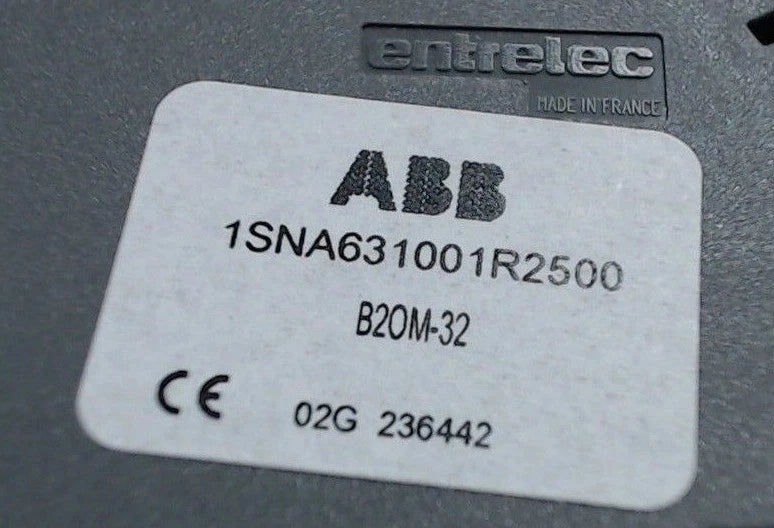 entrelec
MADE IN FRANCE
ABB
1SNA631001R2500
B2OM-32
CE
02G 236442